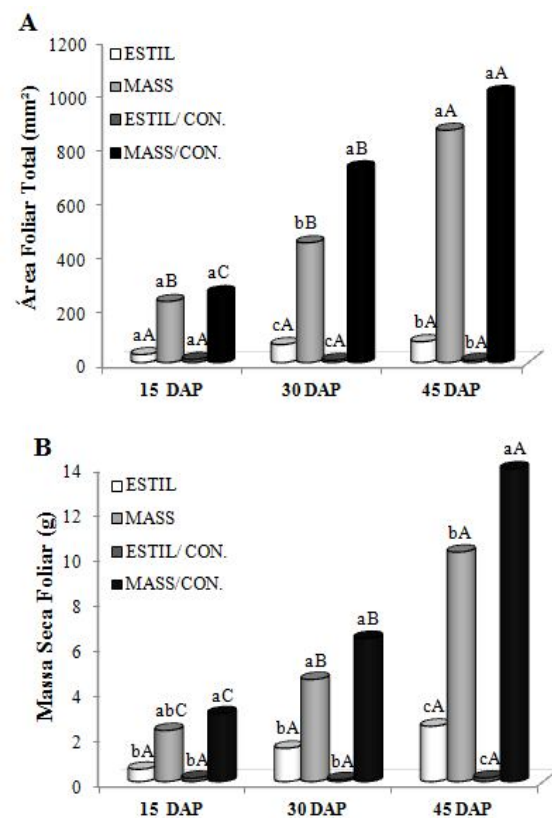 A
Área Foliar Total (mm²)
1200
1000
800
600
400
200
0
ESTIL
MASS
ESTIL/ CON.
MASS/CON.
aA
aB
aA
aC
cA
bB
cA
aB
bA
aA
bA
aA
15 DAP
30 DAP
45 DAP
B
Massa Seca Foliar (g)
14
12
10
8
6
4
2
0
ESTIL
MASS
ESTIL/ CON.
MASS/CON.
bA
abC
bA
aC
bA
aB
bA
aB
cA
bA
cA
aA
15 DAP
30 DAP
45 DAP